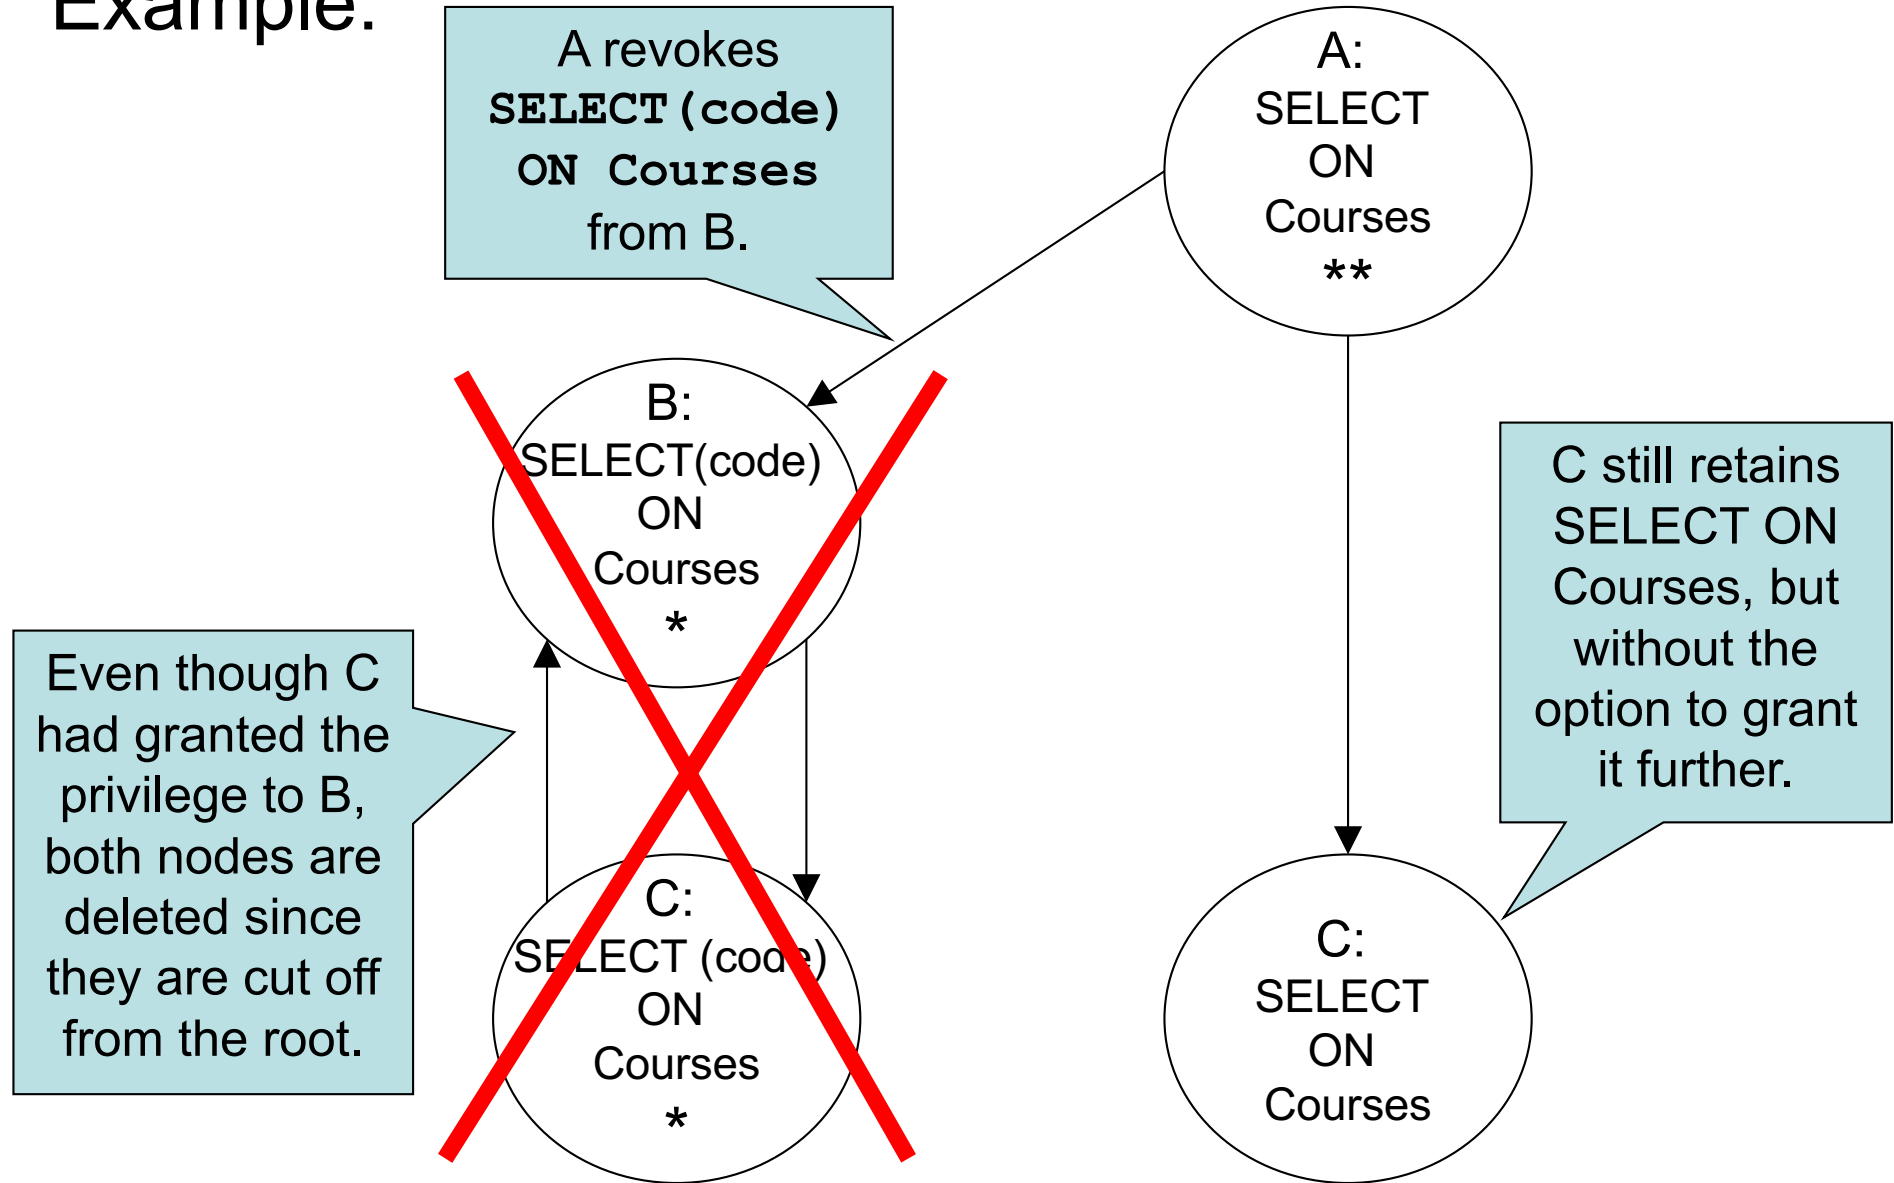 Example:
A revokes
SELECT(code)
ON Courses
from B.
A:
SELECT
ON
Courses
**
B:
SELECT(code)
ON
Courses
*
C still retains
SELECT ON
Courses, but
without the
option to grant
it further.
Even though C
had granted the
privilege to B,
both nodes are
deleted since
they are cut off
from the root.
C:
SELECT (code)
ON
Courses
*
C:
SELECT
ON
Courses